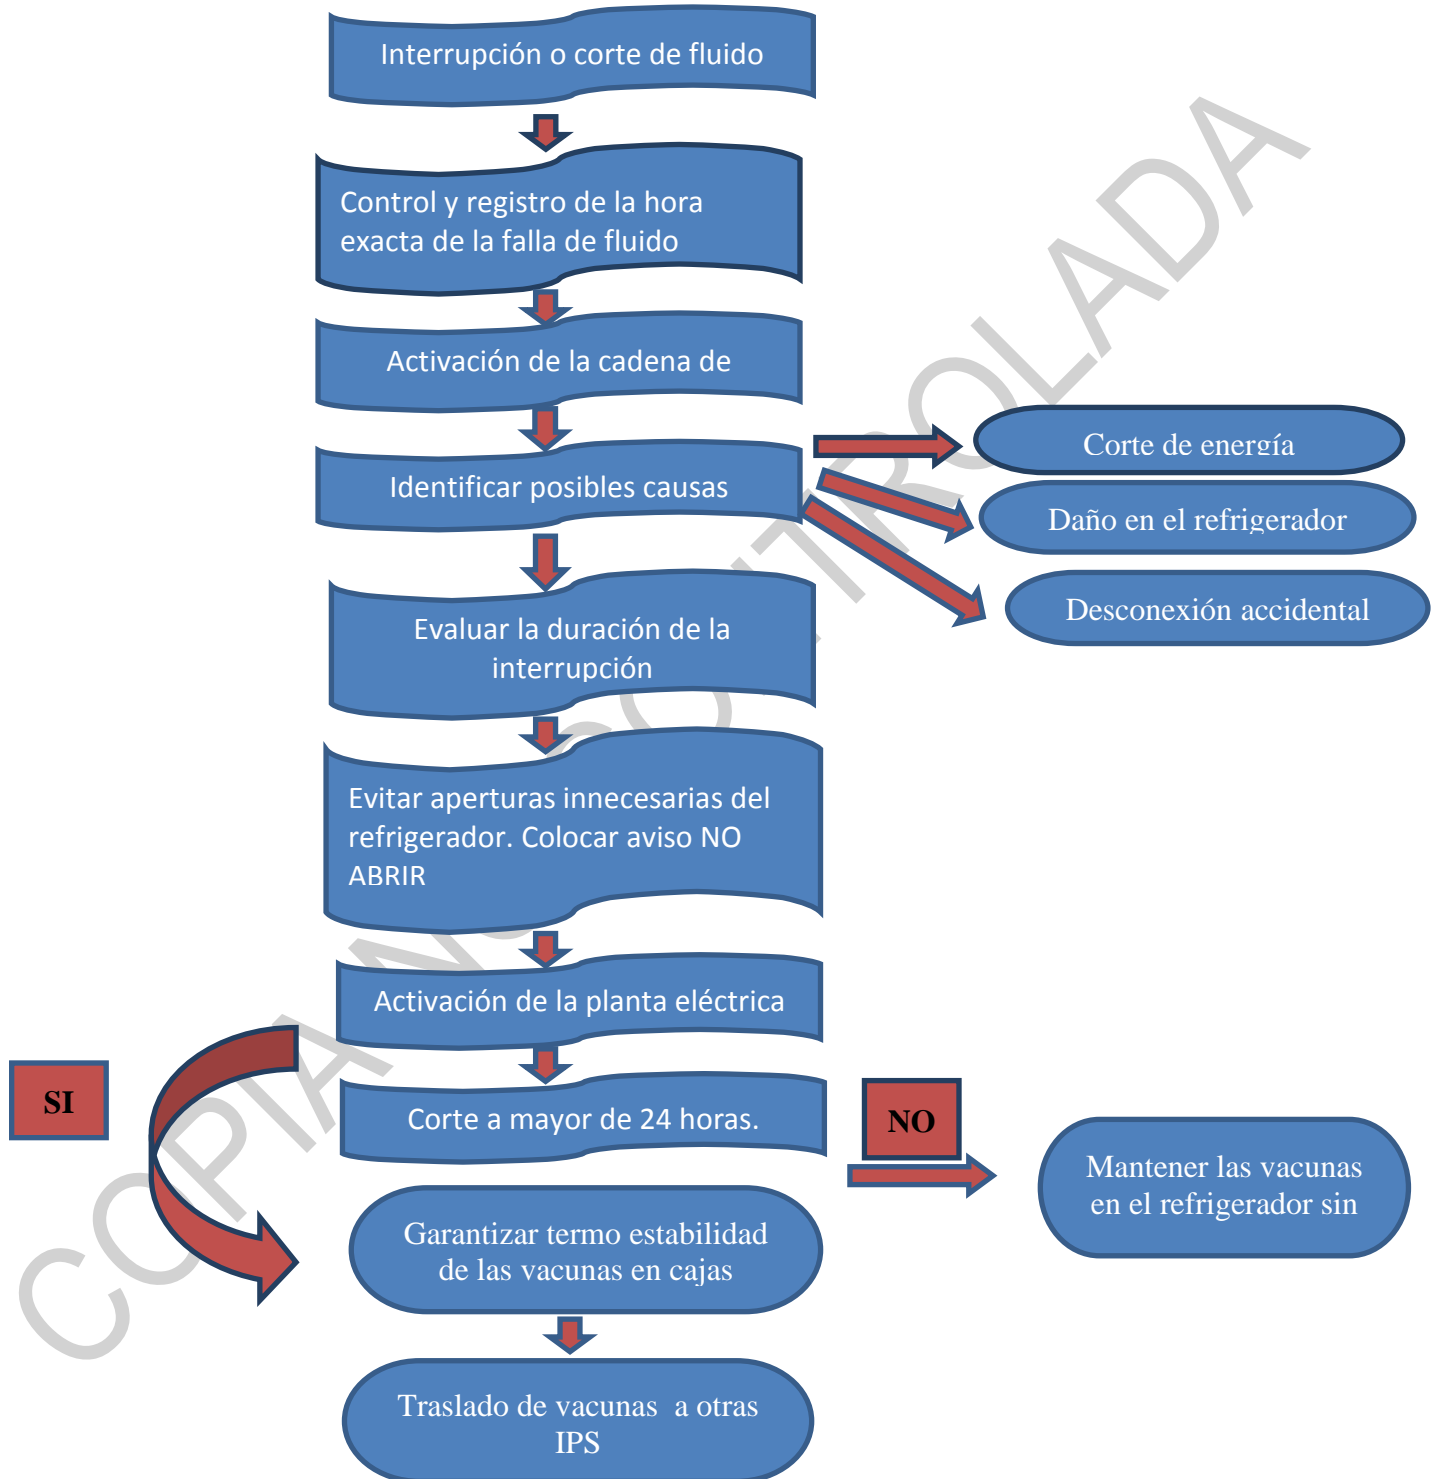 Interrupción o corte de fluido
Control y registro de la hora
exacta de la falla de fluido
Activación de la cadena de
Identificar posibles causas
Corte de energía
Daño en el refrigerador
Desconexión accidental
Evaluar la duración de la
interrupción
Evitar aperturas innecesarias del
refrigerador. Colocar aviso NO
ABRIR
Activación de la planta eléctrica
SI
Corte a mayor de 24 horas.
NO
Mantener las vacunas
en el refrigerador sin
Garantizar termo estabilidad
de las vacunas en cajas
Traslado de vacunas  a otras
IPS
COPIA NO CONTROLADA